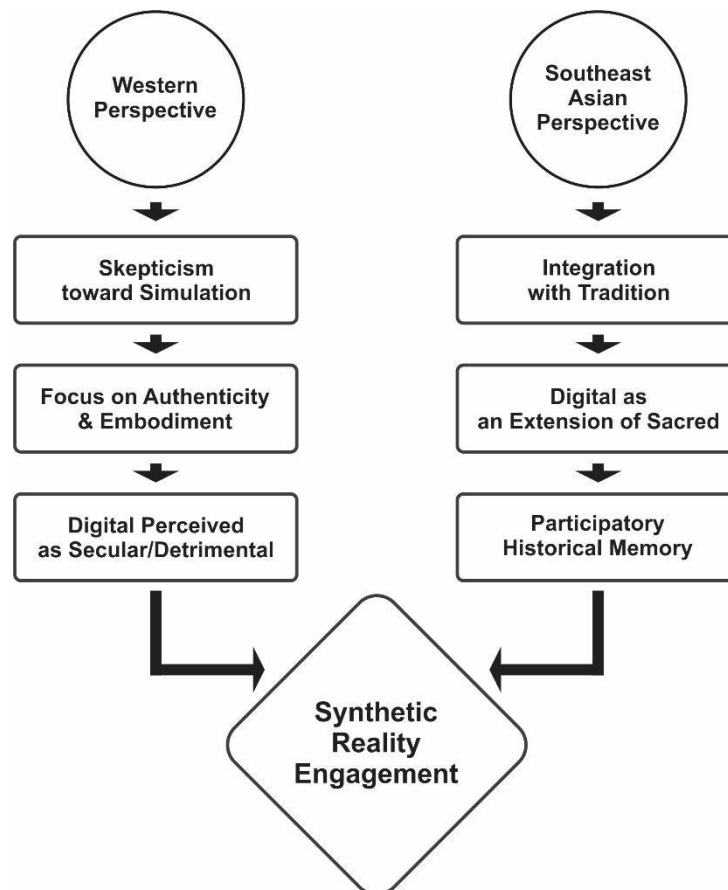 Western
Perspective
Skepticism
toward Simulation
Focus on Authenticity
& Embodiment
Digital Perceived
as Secular/Detrimental
Southeast
Asian
Perspective
Integration
with Tradition
Digital as
an Extension of Sacred
Participatory
Historical Memory
Synthetic
Reality
Engagement